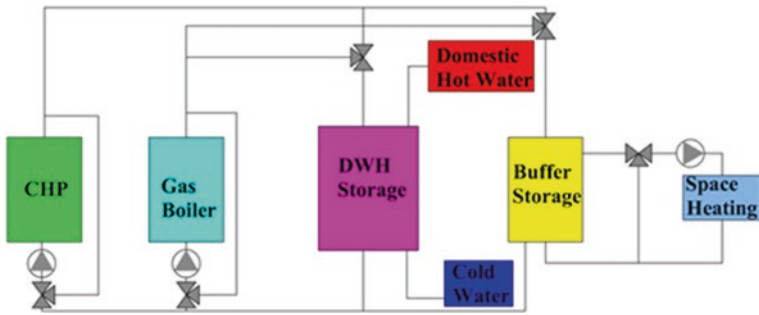 Domestic
Hot Water
CHP
Gas
Boiler
DWH
Storage
Buffer
Storage
Space
Heating
Cold
Water